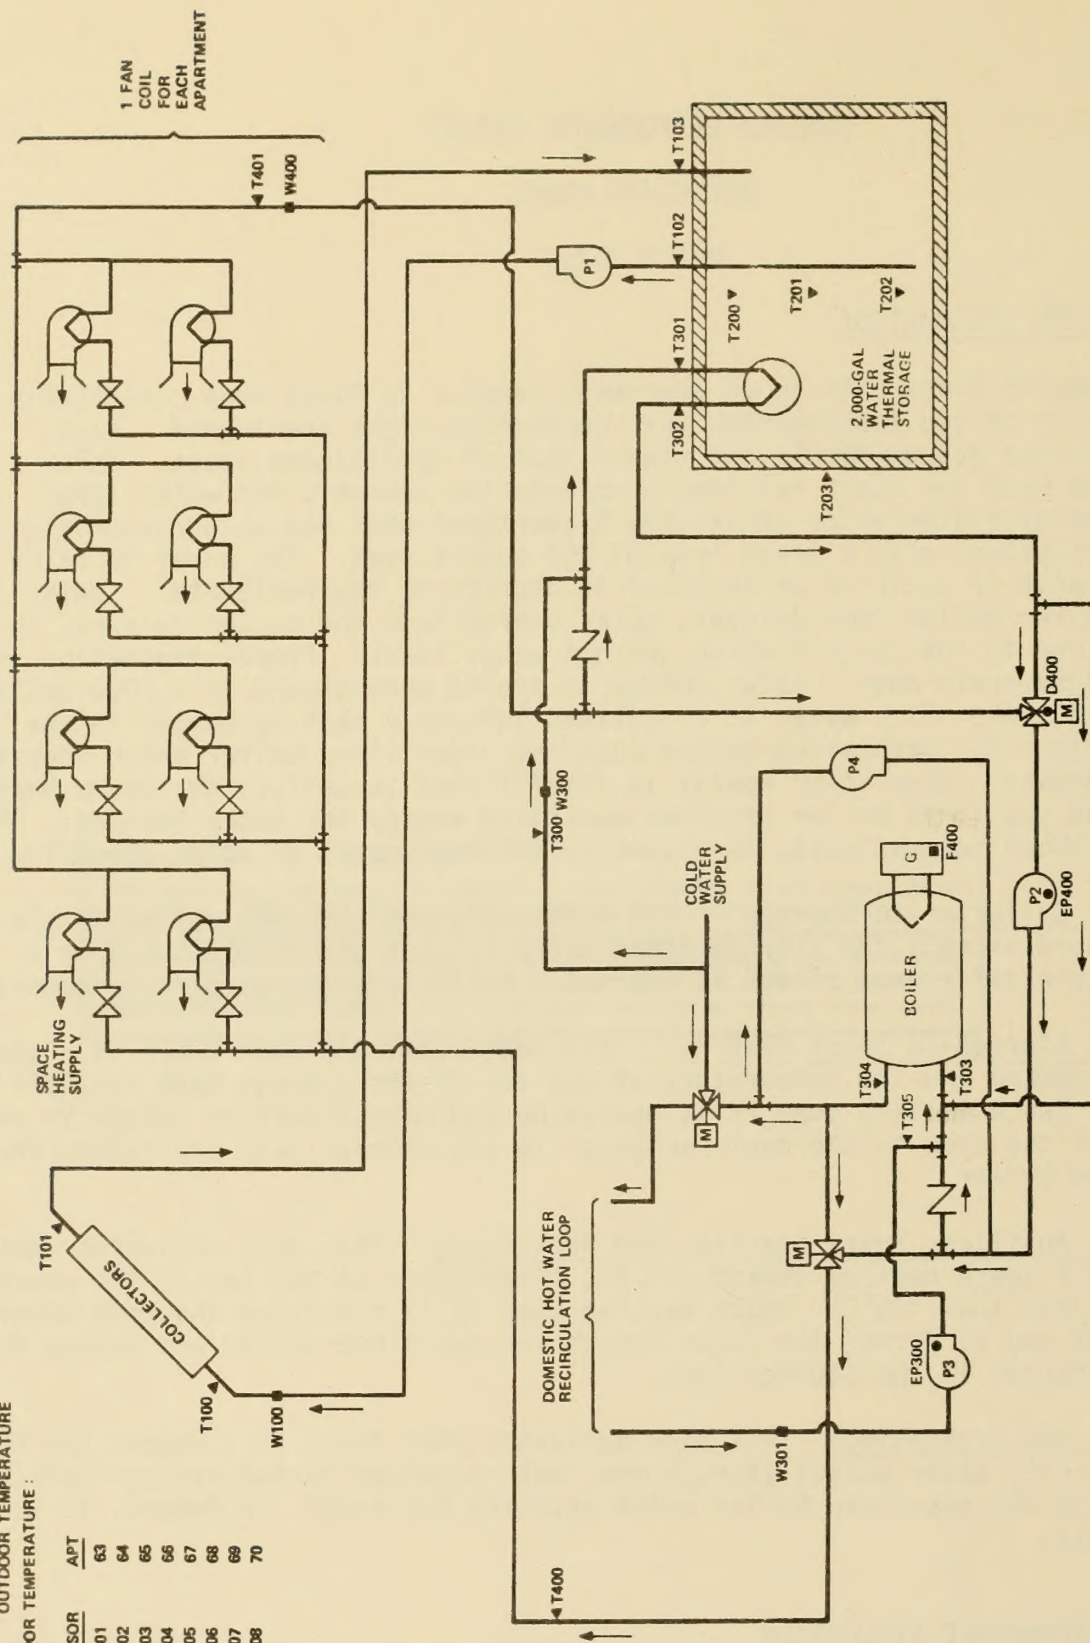 1 FAN
COIL
FOR
EACH
APARTMENT
T401
W400
T103
T102
P1
T301
T302
T200
T201
T202
2,000-GAL
WATER
THERMAL
STORAGE
T203
SPACE
HEATING
SUPPLY
T300
W300
COLD
WATER
SUPPLY
P4
M
D400
G
F400
BOILER
P2
EP400
T304
T303
T305
M
M
T101
COLLECTORS
T100
W100
DOMESTIC HOT WATER
RECIRCULATION LOOP
EP300
P3
W301
T400
OUTDOOR TEMPERATURE
OOR TEMPERATURE :
SOR APT
01 63
02 64
03 65
04 66
05 67
06 68
07 69
08 70